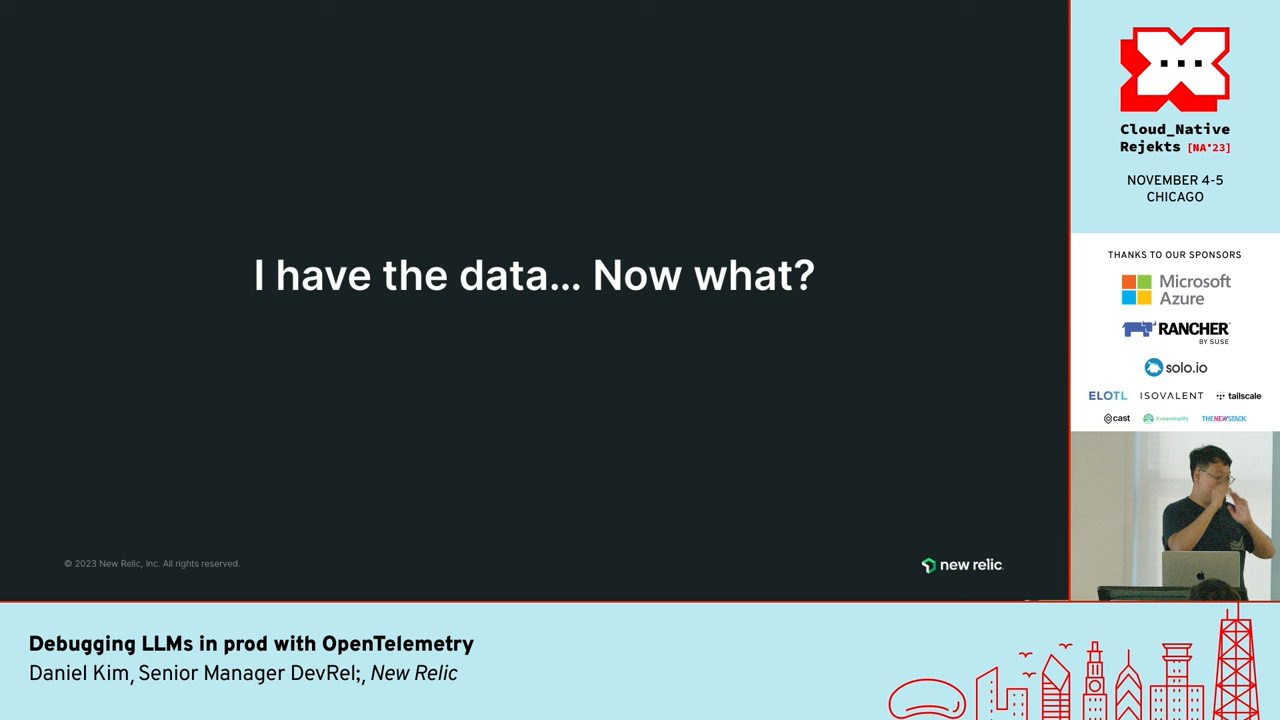 I have the data... Now what?
© 2023 New Relic, Inc. All rights reserved.
new relic
Cloud_Native
Rejekts [NA'23]
NOVEMBER 4-5
CHICAGO
THANKS TO OUR SPONSORS
Microsoft
Azure
RANCHER
BY SUSE
solo.io
ELOTL ISOVALENT tailscale
cast kubesimplify THENEWSTACK
Debugging LLMs in prod with OpenTelemetry
Daniel Kim, Senior Manager DevRel;, New Relic